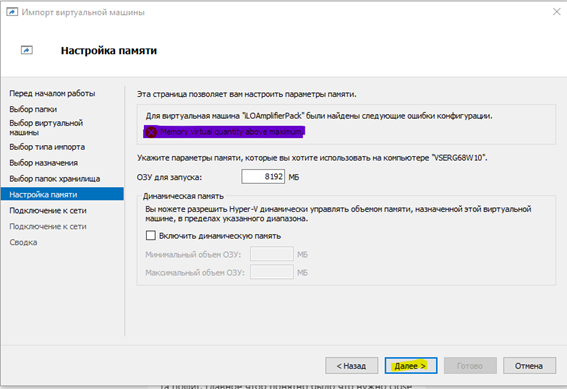 Импорт виртуальной машины
Настройка памяти
Перед началом работы
Выбор папки
Выбор виртуальной
машины
Выбор типа импорта
Выбор назначения
Выбор папок хранилища
Настройка памяти
Подключение к сети
Подключение к сети
Сводка
Эта страница позволяет вам настроить параметры памяти.
Для виртуальная машина "iLOAmplifierPack" были найдены следующие ошибки конфигурации.
Memory virtual quantity above maximum.
Укажите параметры памяти, которые вы хотите использовать на компьютере "VSERG68W10".
ОЗУ для запуска: 8192 МБ
Динамическая память
Вы можете разрешить Hyper-V динамически управлять объемом памяти, назначенной этой виртуальной
машине, в пределах указанного диапазона.
Включить динамическую память
Минимальный объем ОЗУ: МБ
Максимальный объем ОЗУ: МБ
< Назад Далее > Готово Отмена